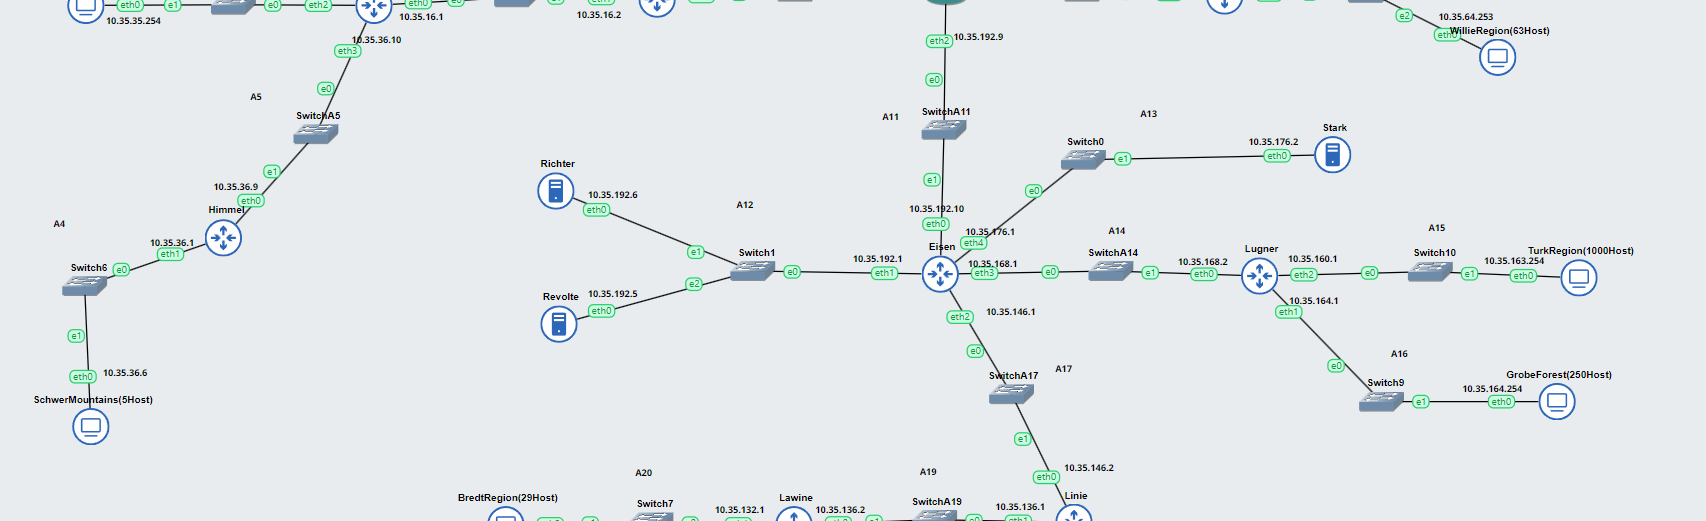 eth0
e1
e0
eth2
eth0
10.35.35.254
10.35.16.1
10.35.16.2
10.35.36.10
eth3
e0
A5
SwitchA5
e1
10.35.36.9
eth0
Himmel
A4
10.35.36.1
eth1
Switch6
e0
e1
eth0
10.35.36.6
SchwerMountains(5Host)
eth2
10.35.192.9
e0
A11
SwitchA11
e1
10.35.192.10
eth0
A13
Switch0
e1
e0
10.35.176.2
eth0
Stark
10.35.176.1
eth4
e2
10.35.64.253
eth0
WillieRegion(63Host)
Richter
10.35.192.6
eth0
A12
e1
Switch1
e0
e2
Revolte
10.35.192.5
eth0
10.35.192.1
eth1
Eisen
10.35.168.1
eth3
e0
A14
SwitchA14
e1
10.35.168.2
eth0
Lugner
10.35.160.1
eth2
e0
A15
Switch10
e1
10.35.163.254
eth0
TurkRegion(1000Host)
10.35.164.1
eth1
e0
A16
Switch9
e1
10.35.164.254
eth0
GrobeForest(250Host)
eth2
10.35.146.1
e0
SwitchA17
A17
e1
10.35.146.2
eth0
Linie
A20
BredtRegion(29Host)
Switch7
10.35.132.1
Lawine
10.35.136.2
A19
SwitchA19
10.35.136.1